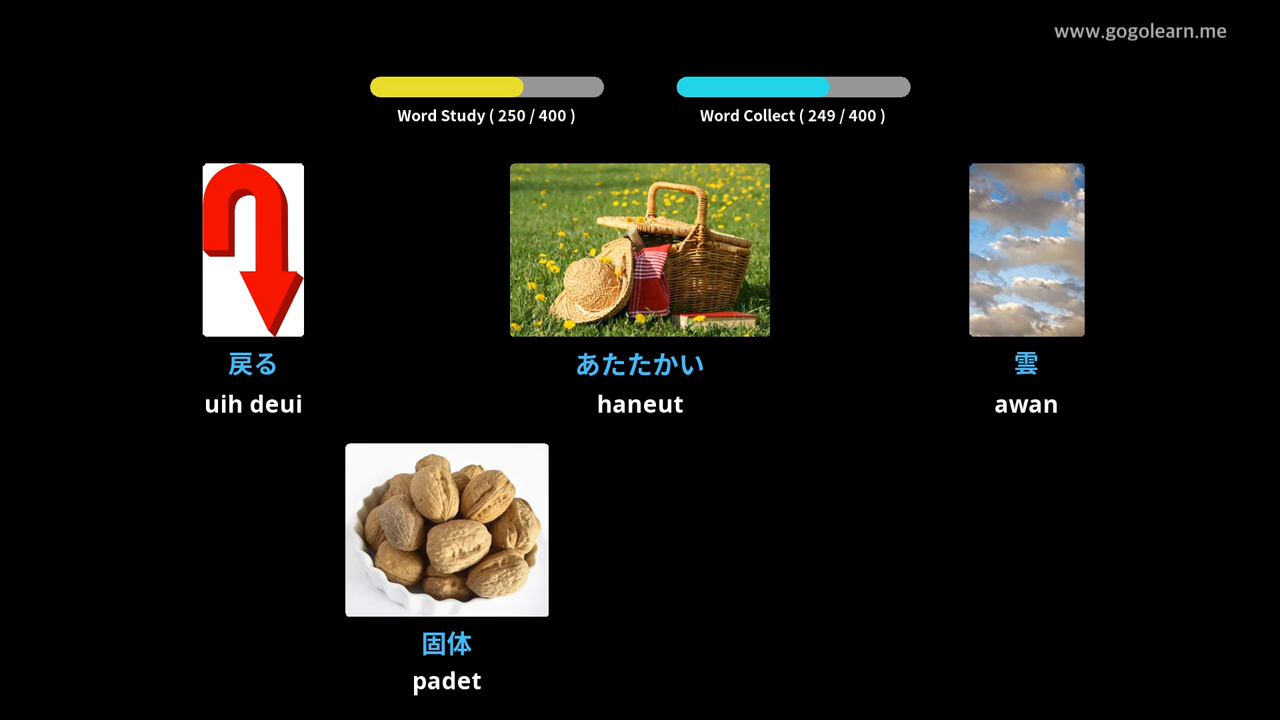 www.gogolearn.me
Word Study ( 250 / 400 )
Word Collect ( 249 / 400 )
戻る
uih deui
あたたかい
haneut
雲
awan
固体
padet